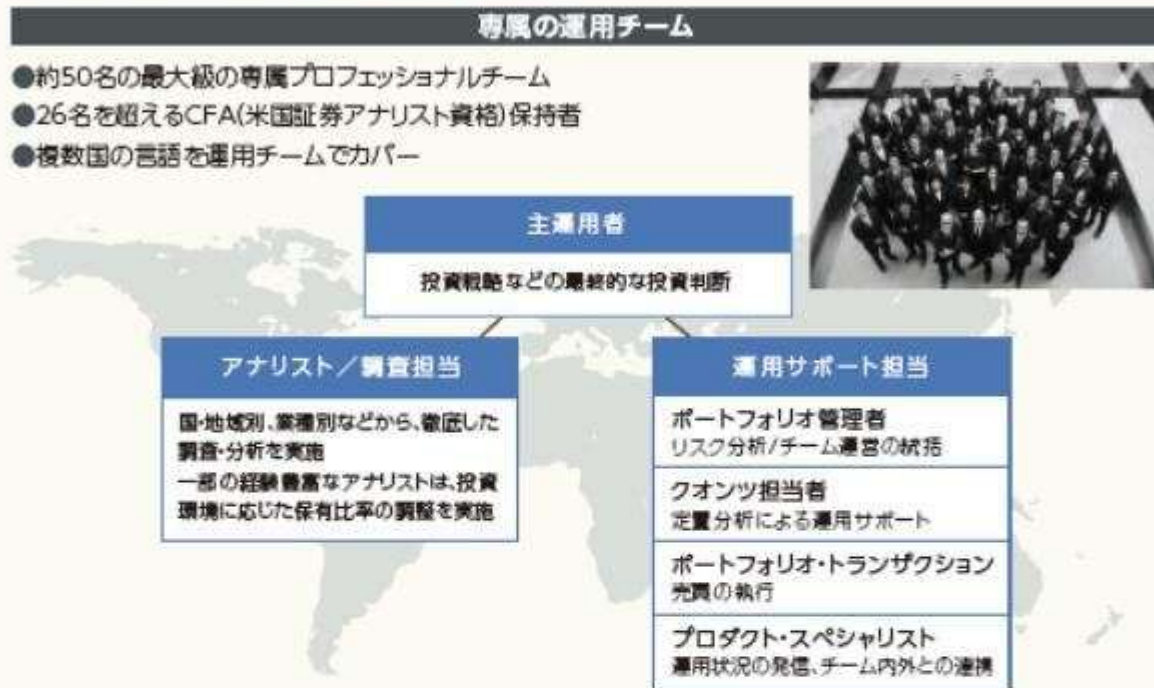 専属の運用チーム
●約50名の最大級の専属プロフェッショナルチーム
●26名を超えるCFA(米国証券アナリスト資格)保持者
●複数国の言語を運用チームでカバー
主運用者
投資戦略などの最終的な投資判断
アナリスト／調査担当
国・地域別、業種別などから、徹底した
調査・分析を実施
一部の経験豊富なアナリストは、投資
環境に応じた保有比率の調整を実施
運用サポート担当
ポートフォリオ管理者
リスク分析/チーム運営の統括
クオンツ担当者
定量分析による運用サポート
ポートフォリオ・トランザクション
売買の執行
プロダクト・スペシャリスト
運用状況の発信、チーム内外との連携